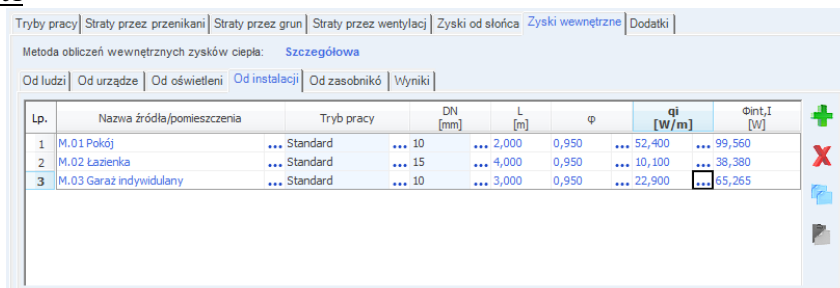 Tryby pracy Straty przez przenikani Straty przez grun Straty przez wentylacj Zyski od słońca Zyski wewnętrzne Dodatki
Metoda obliczeń wewnętrznych zysków ciepła: Szczegółowa
Od ludzi Od urządze Od oświetleni Od instalacji Od zasobnikó Wyniki
Lp. Nazwa źródła/pomieszczenia Tryb pracy DN [mm] L [m] φ qi [W/m] Φint,I [W]
1 M.01 Pokój ... Standard ... 10 ... 2,000 0,950 ... 52,400 ... 99,560
2 M.02 Łazienka ... Standard ... 15 ... 4,000 0,950 ... 10,100 ... 38,380
3 M.03 Garaż indywidulany ... Standard ... 10 ... 3,000 0,950 ... 22,900 ... 65,265